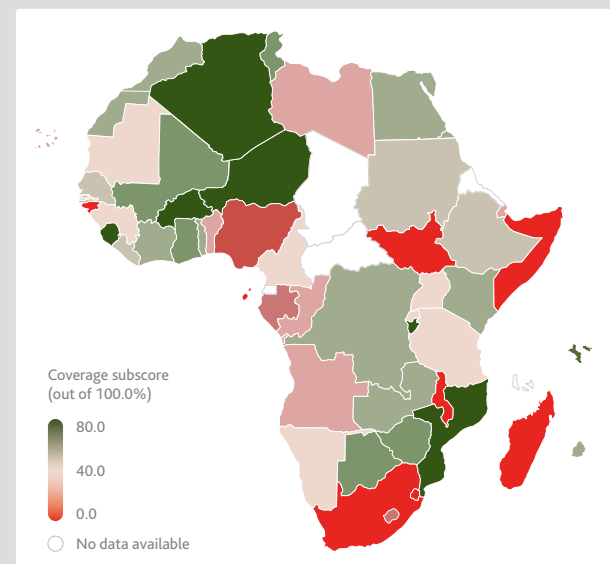 Coverage subscore
(out of 100.0%)
80.0
40.0
0.0
No data available